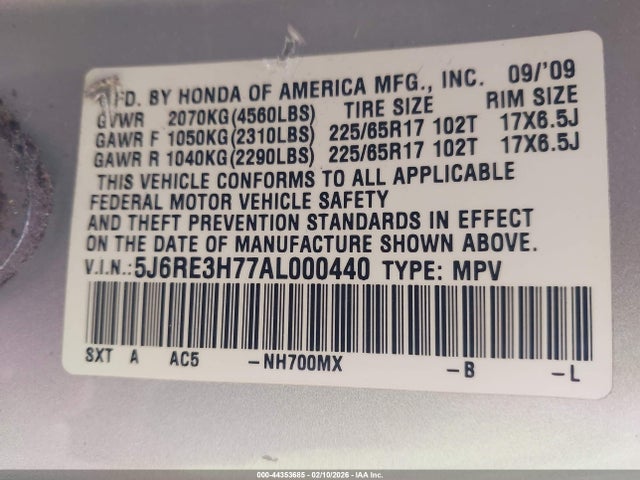 MFD. BY HONDA OF AMERICA MFG., INC. 09/'09
GVWR 2070KG(4560LBS) TIRE SIZE RIM SIZE
GAWR F 1050KG(2310LBS) 225/65R17 102T 17X6.5J
GAWR R 1040KG(2290LBS) 225/65R17 102T 17X6.5J
THIS VEHICLE CONFORMS TO ALL APPLICABLE
FEDERAL MOTOR VEHICLE SAFETY
AND THEFT PREVENTION STANDARDS IN EFFECT
ON THE DATE OF MANUFACTURE SHOWN ABOVE.
V.I.N.:5J6RE3H77AL000440 TYPE: MPV
SXT A AC5 -NH700MX -B -L
000-44353685 - 02/10/2026 - IAA Inc.